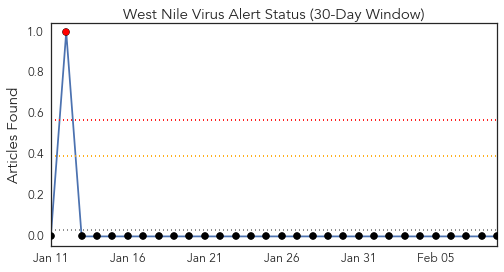 West Nile Virus Alert Status (30-Day Window)
Articles Found
1.0
0.8
0.6
0.4
0.2
0.0
Jan 11 Jan 16 Jan 21 Jan 26 Jan 31 Feb 05